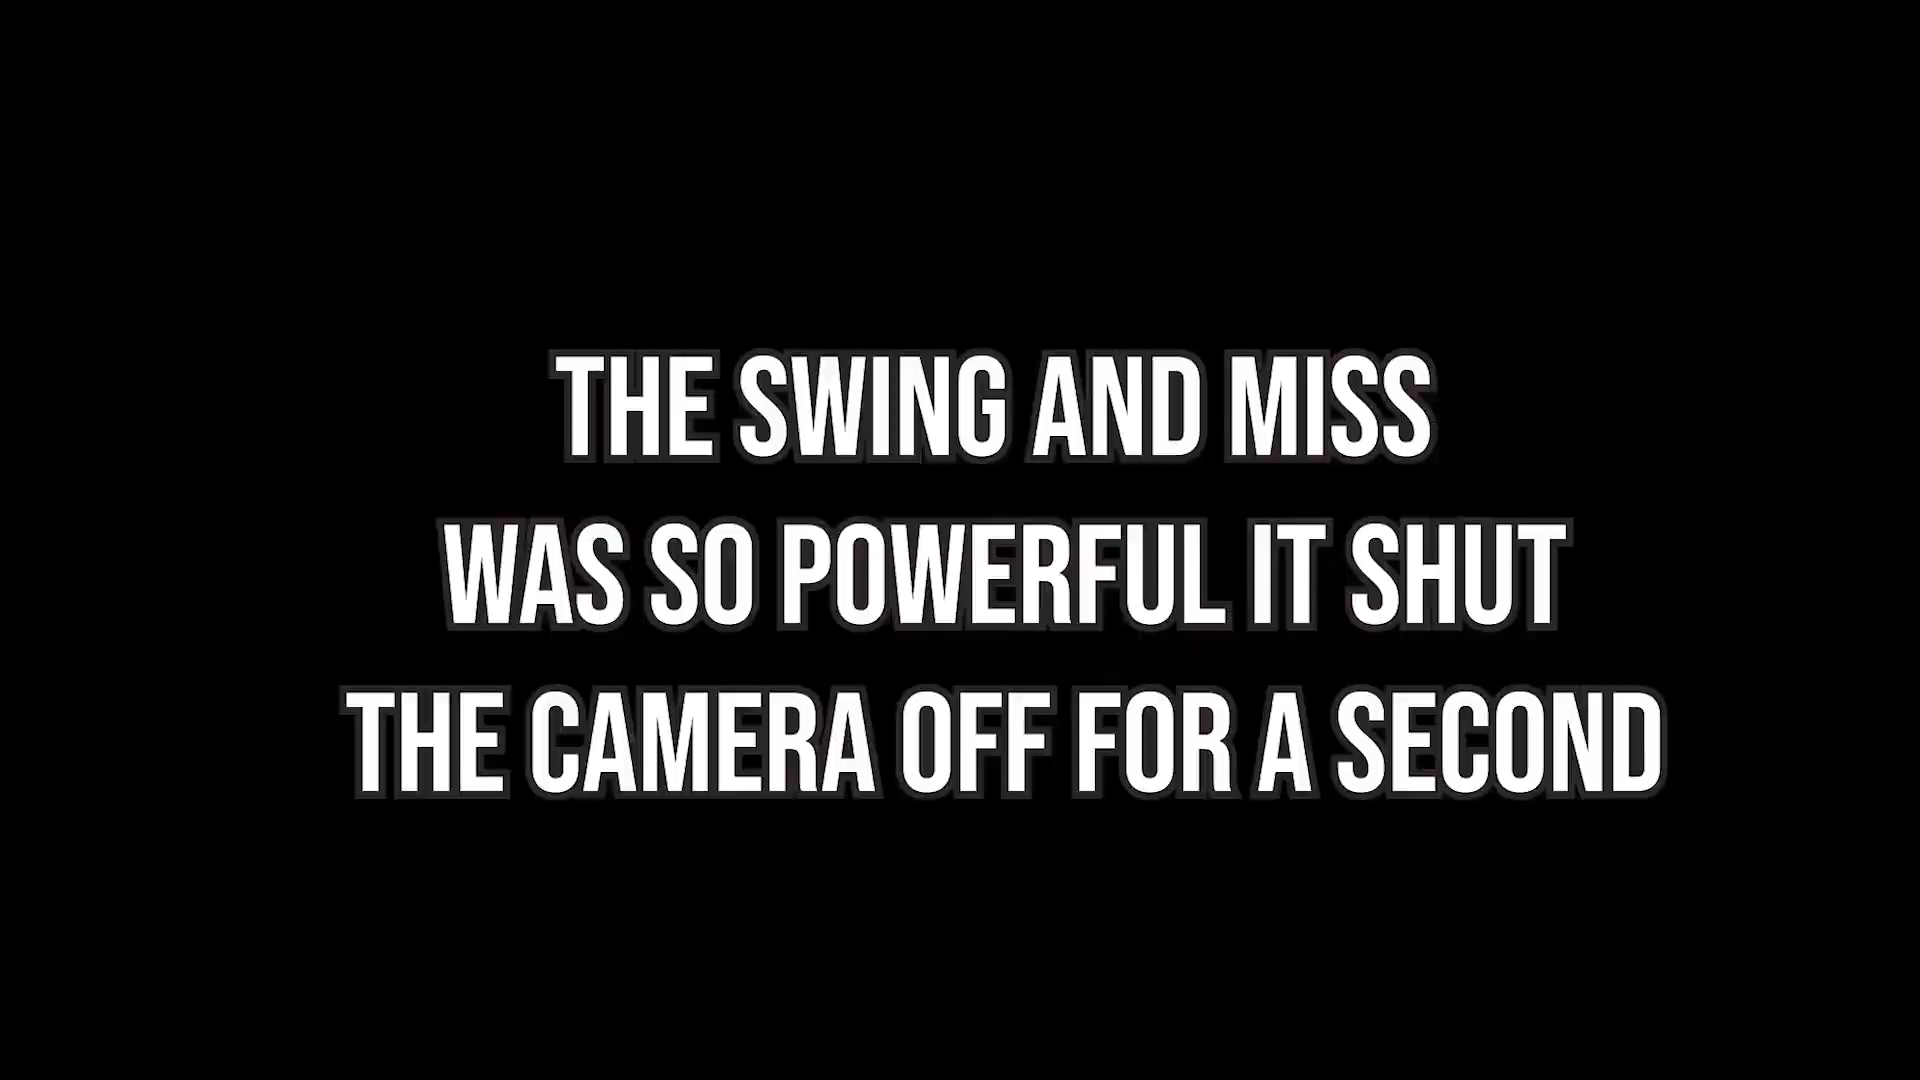 THE SWING AND MISS
WAS SO POWERFUL IT SHUT
THE CAMERA OFF FOR A SECOND